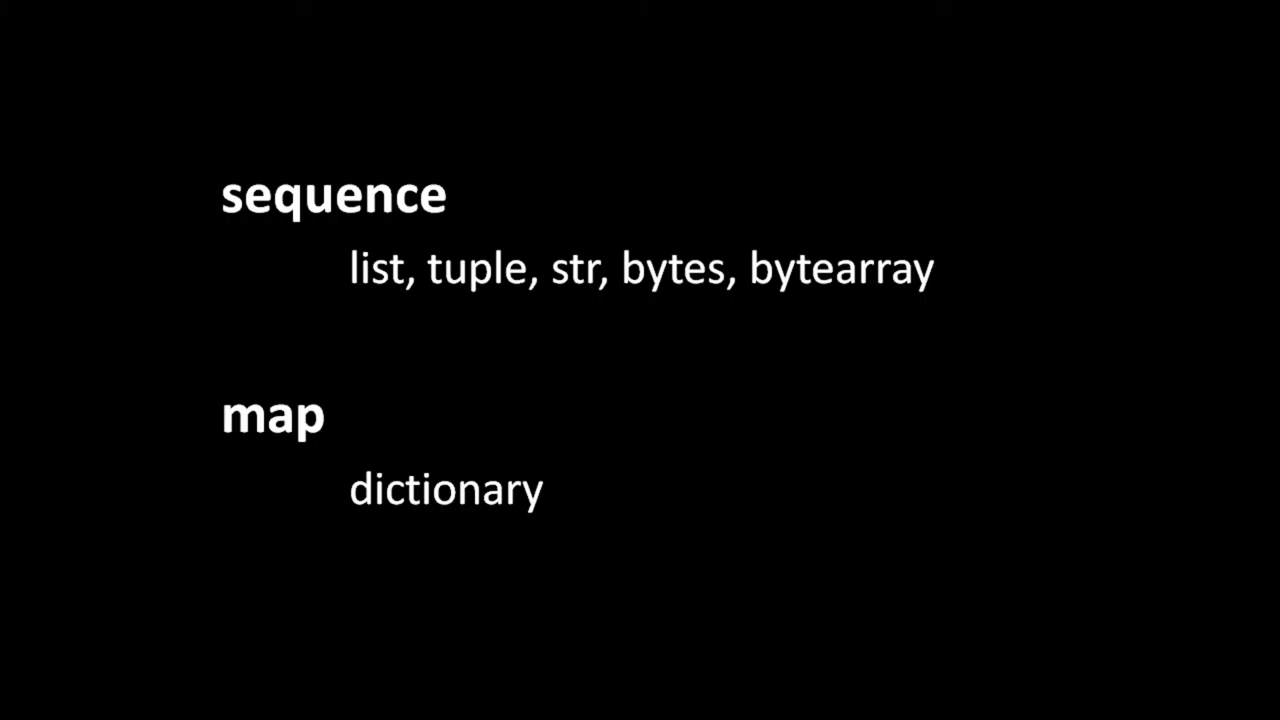 sequence
list, tuple, str, bytes, bytearray
map
dictionary